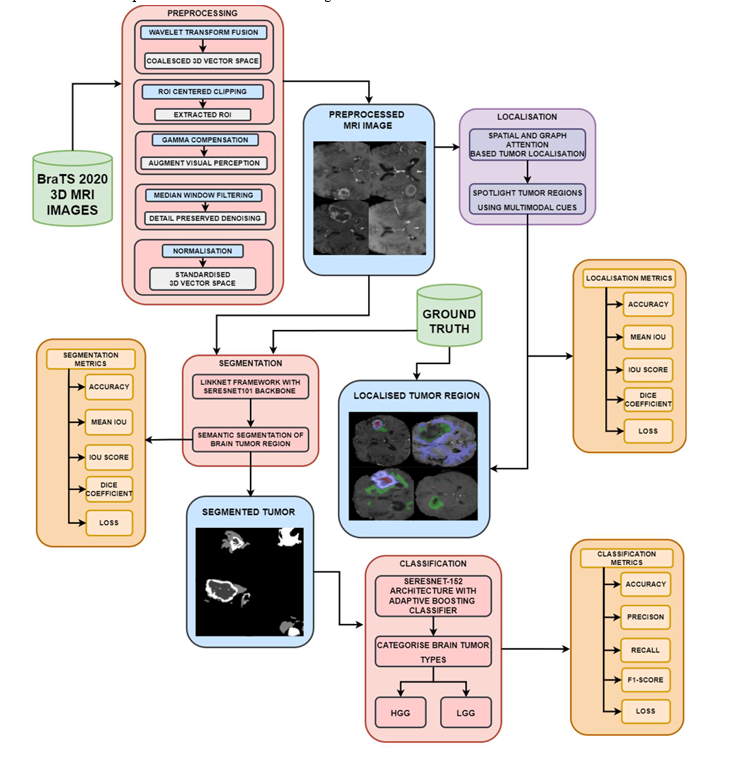 PREPROCESSING
WAVELET TRANSFORM FUSION
COALESCED 3D VECTOR SPACE
ROI CENTERED CLIPPING
EXTRACTED ROI
GAMMA COMPENSATION
AUGMENT VISUAL PERCEPTION
MEDIAN WINDOW FILTERING
DETAIL PRESERVED DENOISING
NORMALISATION
STANDARDISED
3D VECTOR SPACE
BraTS 2020
3D MRI
IMAGES
PREPROCESSED
MRI IMAGE
LOCALISATION
SPATIAL AND GRAPH
ATTENTION
BASED TUMOR LOCALISATION
SPOTLIGHT TUMOR REGIONS
USING MULTIMODAL CUES
LOCALISATION METRICS
ACCURACY
MEAN IOU
IOU SCORE
DICE
COEFFICIENT
LOSS
GROUND
TRUTH
SEGMENTATION
LINKNET FRAMEWORK WITH
SERESNET101 BACKBONE
SEMANTIC SEGMENTATION OF
BRAIN TUMOR REGION
SEGMENTATION
METRICS
ACCURACY
MEAN IOU
IOU SCORE
DICE
COEFFICIENT
LOSS
LOCALISED TUMOR REGION
SEGMENTED TUMOR
CLASSIFICATION
SERESNET-152
ARCHITECTURE WITH
ADAPTIVE BOOSTING
CLASSIFIER
CATEGORISE BRAIN TUMOR
TYPES
HGG
LGG
CLASSIFICATION
METRICS
ACCURACY
PRECISON
RECALL
F1-SCORE
LOSS